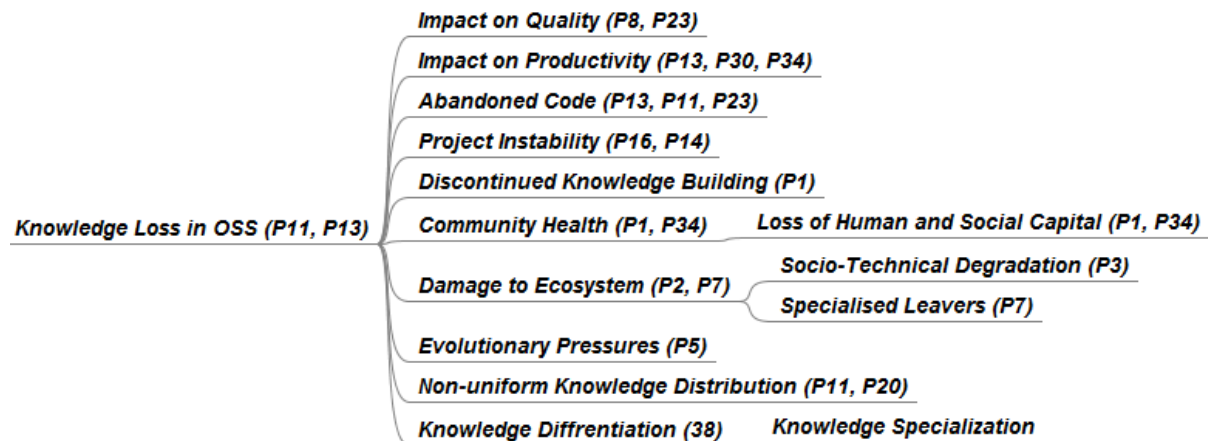 Impact on Quality (P8, P23)
Impact on Productivity (P13, P30, P34)
Abandoned Code (P13, P11, P23)
Project Instability (P16, P14)
Discontinued Knowledge Building (P1)
Knowledge Loss in OSS (P11, P13)
Community Health (P1, P34)
Loss of Human and Social Capital (P1, P34)
Damage to Ecosystem (P2, P7)
Socio-Technical Degradation (P3)
Specialised Leavers (P7)
Evolutionary Pressures (P5)
Non-uniform Knowledge Distribution (P11, P20)
Knowledge Diffrentiation (38)
Knowledge Specialization